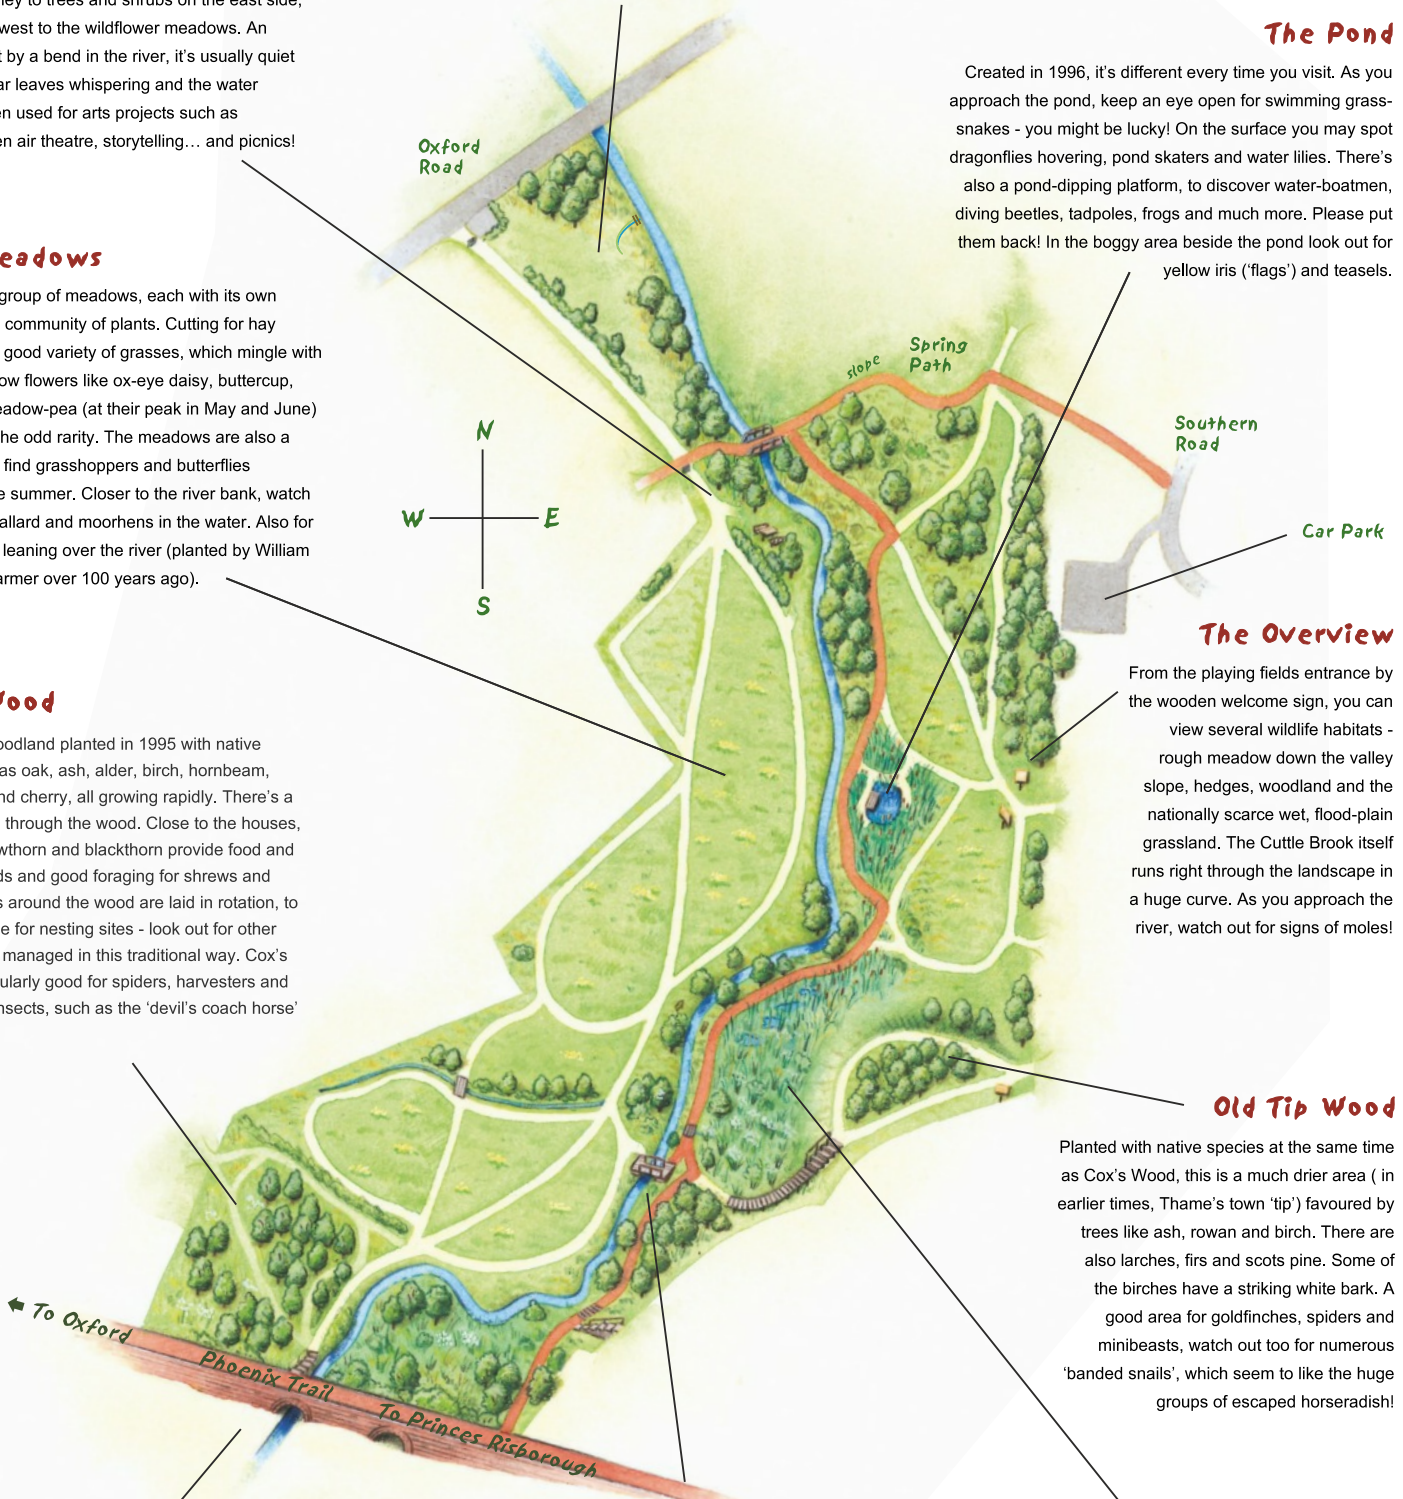 ney to trees and shrubs on the east side,
west to the wildflower meadows. An
t by a bend in the river, it's usually quiet
ar leaves whispering and the water
en used for arts projects such as
en air theatre, storytelling… and picnics!
eadows
group of meadows, each with its own
community of plants. Cutting for hay
good variety of grasses, which mingle with
ow flowers like ox-eye daisy, buttercup,
eadow-pea (at their peak in May and June)
he odd rarity. The meadows are also a
find grasshoppers and butterflies
e summer. Closer to the river bank, watch
allard and moorhens in the water. Also for
leaning over the river (planted by William
armer over 100 years ago).
ood
oodland planted in 1995 with native
as oak, ash, alder, birch, hornbeam,
nd cherry, all growing rapidly. There's a
through the wood. Close to the houses,
wthorn and blackthorn provide food and
ds and good foraging for shrews and
s around the wood are laid in rotation, to
e for nesting sites - look out for other
managed in this traditional way. Cox's
ularly good for spiders, harvesters and
nsects, such as the 'devil's coach horse'
Oxford
Road
N
W
E
S
slope
Spring
Path
Southern
Road
Car Park
The Pond
Created in 1996, it's different every time you visit. As you
approach the pond, keep an eye open for swimming grass-
snakes - you might be lucky! On the surface you may spot
dragonflies hovering, pond skaters and water lilies. There's
also a pond-dipping platform, to discover water-boatmen,
diving beetles, tadpoles, frogs and much more. Please put
them back! In the boggy area beside the pond look out for
yellow iris ('flags') and teasels.
The Overview
From the playing fields entrance by
the wooden welcome sign, you can
view several wildlife habitats -
rough meadow down the valley
slope, hedges, woodland and the
nationally scarce wet, flood-plain
grassland. The Cuttle Brook itself
runs right through the landscape in
a huge curve. As you approach the
river, watch out for signs of moles!
Old Tip Wood
Planted with native species at the same time
as Cox's Wood, this is a much drier area ( in
earlier times, Thame's town 'tip') favoured by
trees like ash, rowan and birch. There are
also larches, firs and scots pine. Some of
the birches have a striking white bark. A
good area for goldfinches, spiders and
minibeasts, watch out too for numerous
'banded snails', which seem to like the huge
groups of escaped horseradish!
To Oxford
Phoenix Trail
To Princes Risborough